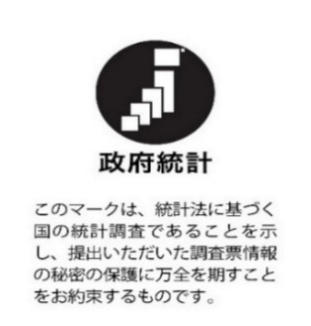 政府統計
このマークは、統計法に基づく
国の統計調査であることを示
し、提出いただいた調査票情報
の秘密の保護に万全を期すこと
をお約束するものです。